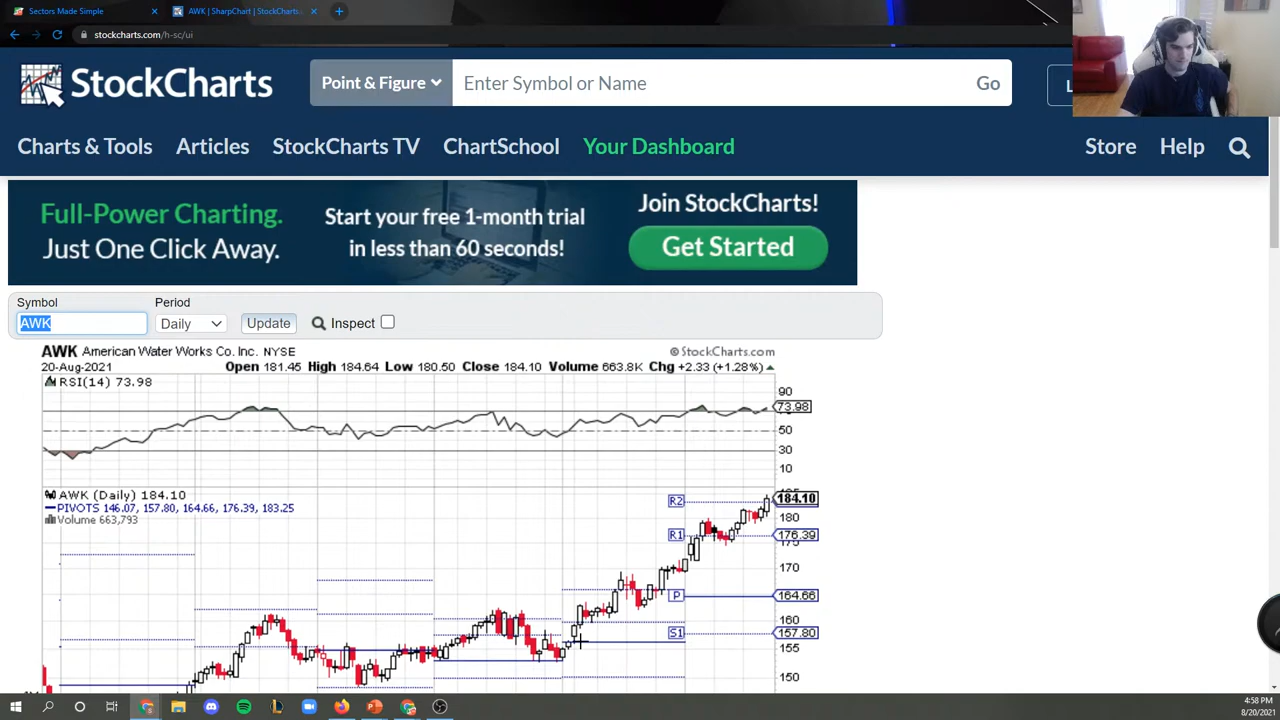 Sectors Made Simple
AWK | SharpChart | StockCharts.
stockcharts.com/h-sc/ui
StockCharts
Point & Figure
Enter Symbol or Name
Go
L
Charts & Tools
Articles
StockCharts TV
ChartSchool
Your Dashboard
Store
Help
Full-Power Charting.
Just One Click Away.
Start your free 1-month trial
in less than 60 seconds!
Join StockCharts!
Get Started
Symbol
Period
AWK
Daily
Update
Inspect
AWK American Water Works Co. Inc. NYSE
© StockCharts.com
20-Aug-2021
Open 181.45 High 184.64 Low 180.50 Close 184.10 Volume 663.8K Chg +2.33 (+1.28%)
RSI(14) 73.98
90
73.98
50
30
10
AWK (Daily) 184.10
PIVOTS 146.07, 157.80, 164.66, 176.39, 183.25
Volume 663,793
R2
184.10
180
R1
176.39
175
170
P
164.66
160
S1
157.80
155
150
4:58 PM
8/20/2021